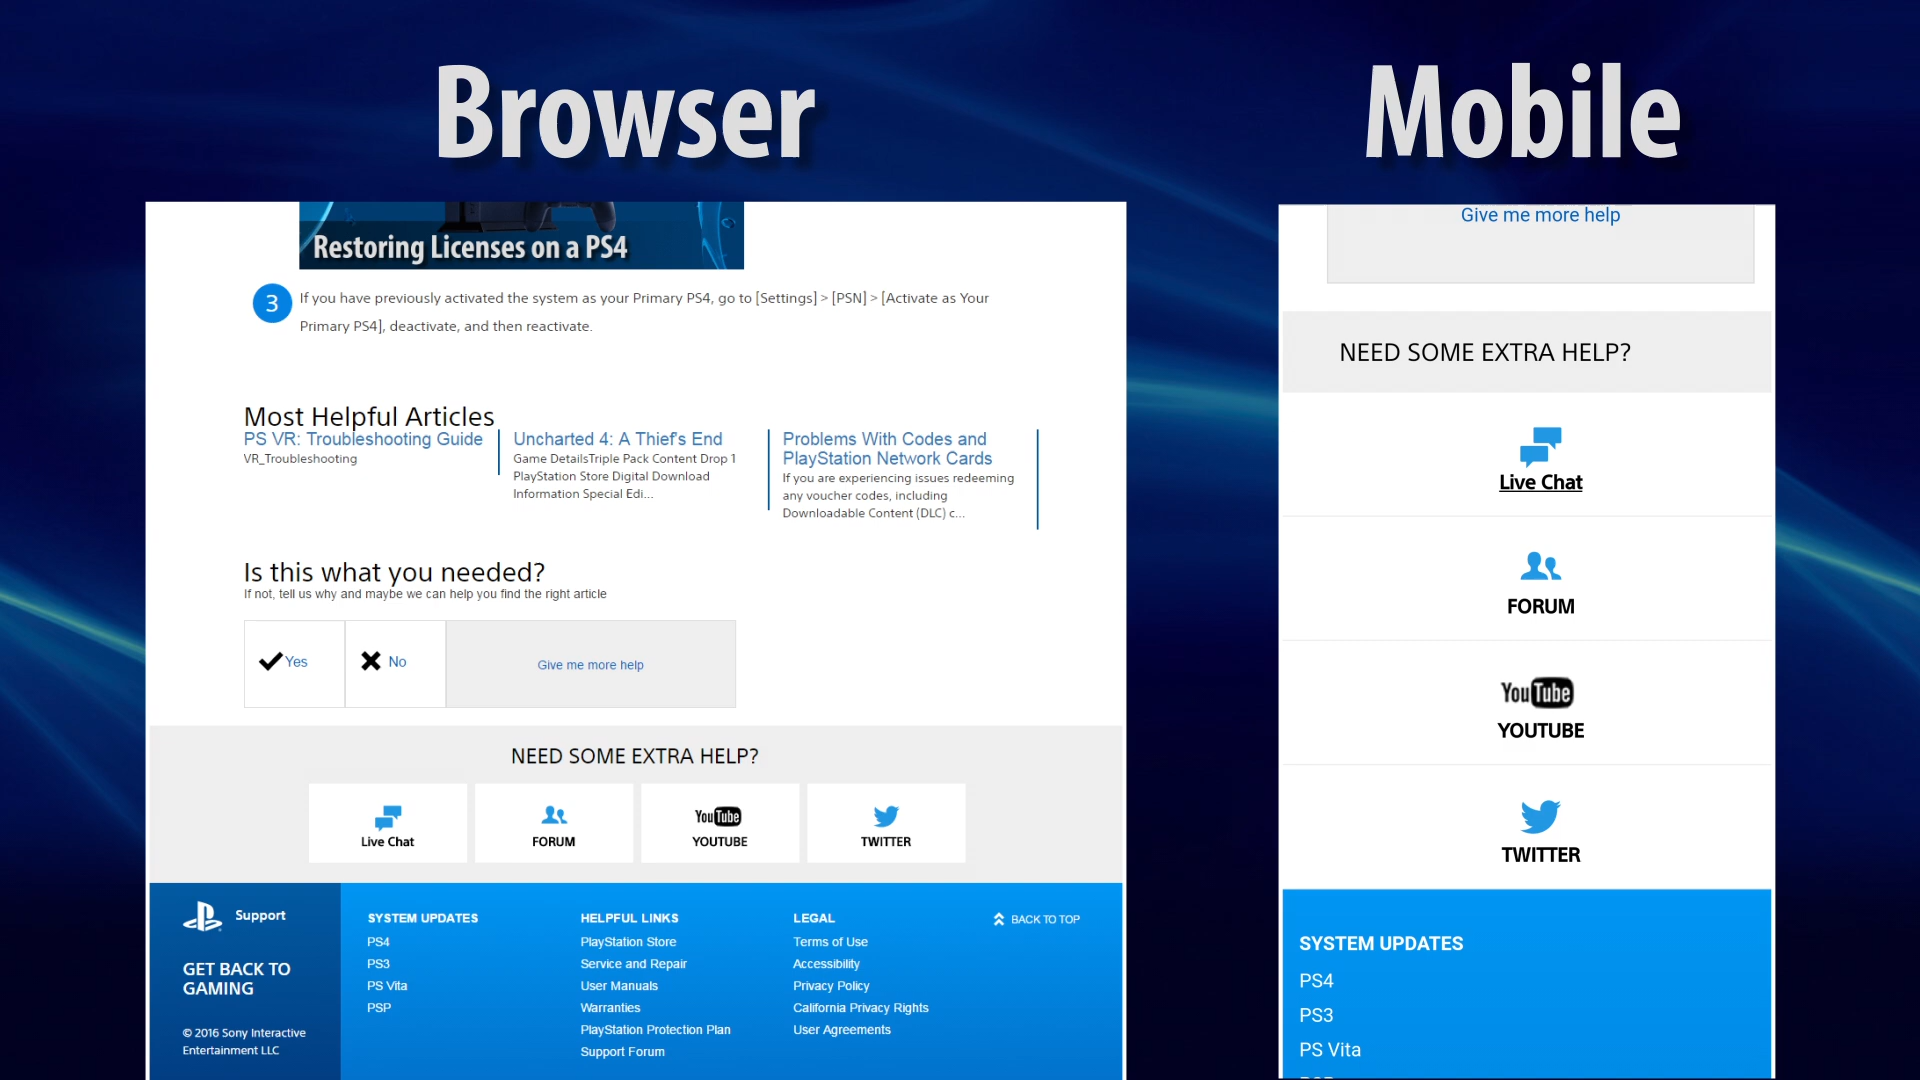 Browser
Mobile
Restoring Licenses on a PS4
3
If you have previously activated the system as your Primary PS4, go to [Settings] > [PSN] > [Activate as Your
Primary PS4], deactivate, and then reactivate.
Most Helpful Articles
PS VR: Troubleshooting Guide
VR_Troubleshooting
Uncharted 4: A Thief's End
Game DetailsTriple Pack Content Drop 1
PlayStation Store Digital Download
Information Special Edi...
Problems With Codes and
PlayStation Network Cards
If you are experiencing issues redeeming
any voucher codes, including
Downloadable Content (DLC) c...
Is this what you needed?
If not, tell us why and maybe we can help you find the right article
Yes
No
Give me more help
NEED SOME EXTRA HELP?
Live Chat
FORUM
YouTube
YOUTUBE
TWITTER
Support
GET BACK TO
GAMING
© 2016 Sony Interactive
Entertainment LLC
SYSTEM UPDATES
PS4
PS3
PS Vita
PSP
HELPFUL LINKS
PlayStation Store
Service and Repair
User Manuals
Warranties
PlayStation Protection Plan
Support Forum
LEGAL
Terms of Use
Accessibility
Privacy Policy
California Privacy Rights
User Agreements
BACK TO TOP
Give me more help
NEED SOME EXTRA HELP?
Live Chat
FORUM
YouTube
YOUTUBE
TWITTER
SYSTEM UPDATES
PS4
PS3
PS Vita